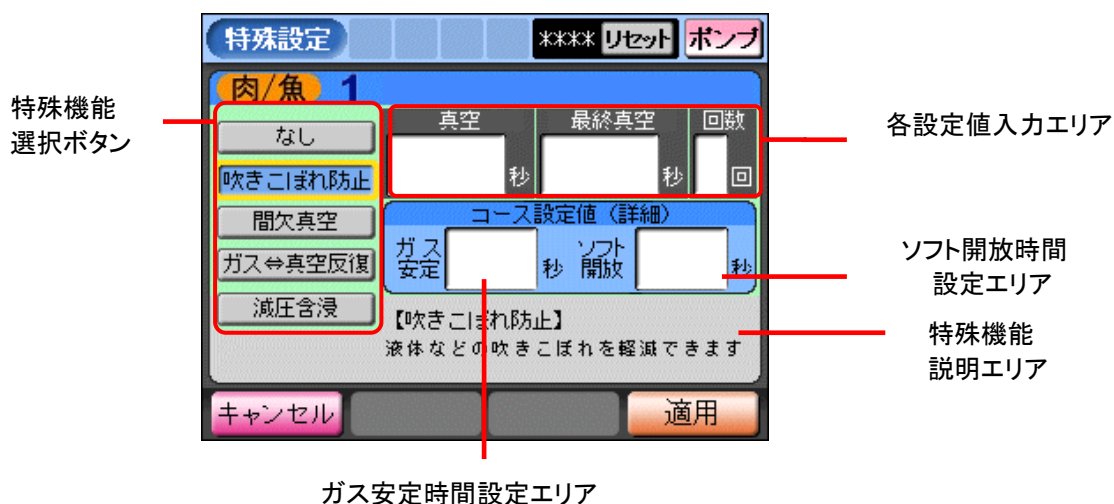 特殊設定
**** リセット ポンプ
肉/魚 1
特殊機能
選択ボタン
なし
吹きこぼれ防止
間欠真空
ガス⇔真空反復
減圧含浸
真空 最終真空 回数
秒 秒 回
各設定値入力エリア
コース設定値(詳細)
ガス
安定 秒
ソフト
開放 秒
ソフト開放時間
設定エリア
【吹きこぼれ防止】
液体などの吹きこぼれを軽減できます
特殊機能
説明エリア
キャンセル 適用
ガス安定時間設定エリア